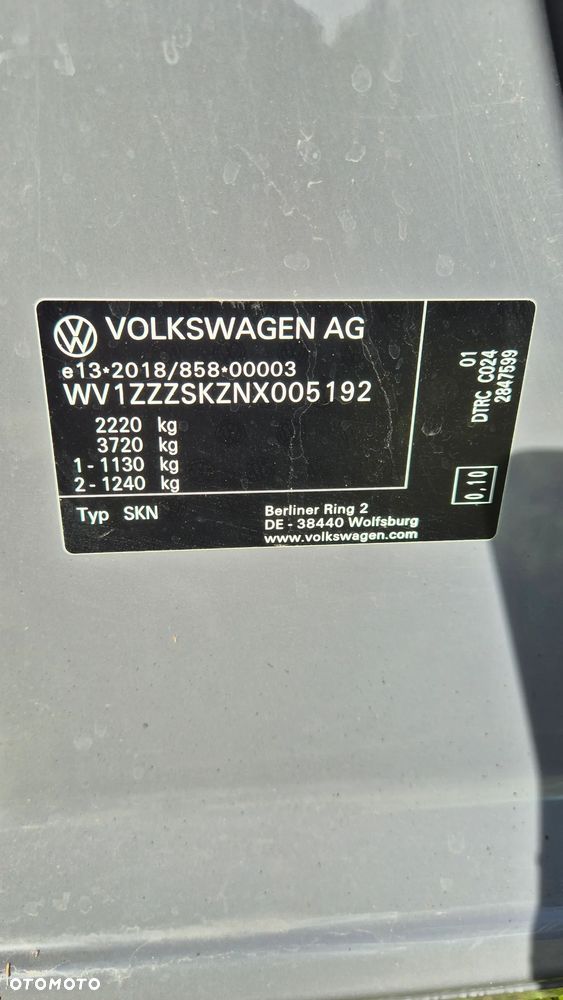 VOLKSWAGEN AG
e13*2018/858*00003
WV1ZZZSKZNX005192
2220 kg
3720 kg
1 - 1130 kg
2 - 1240 kg
Typ SKN
Berliner Ring 2
DE - 38440 Wolfsburg
www.volkswagen.com
01
DTRC C024
2847599
0,10
OTOMOTO